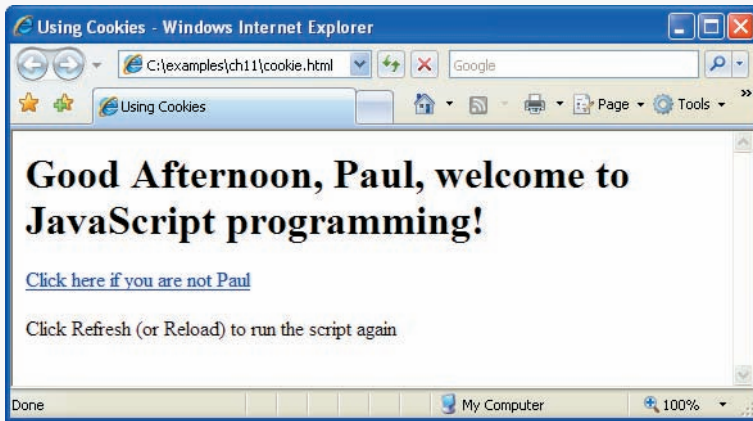 Using Cookies - Windows Internet Explorer
C:\examples\ch11\cookie.html
Google
Using Cookies
Page
Tools
Good Afternoon, Paul, welcome to
JavaScript programming!
Click here if you are not Paul
Click Refresh (or Reload) to run the script again
Done
My Computer
100%